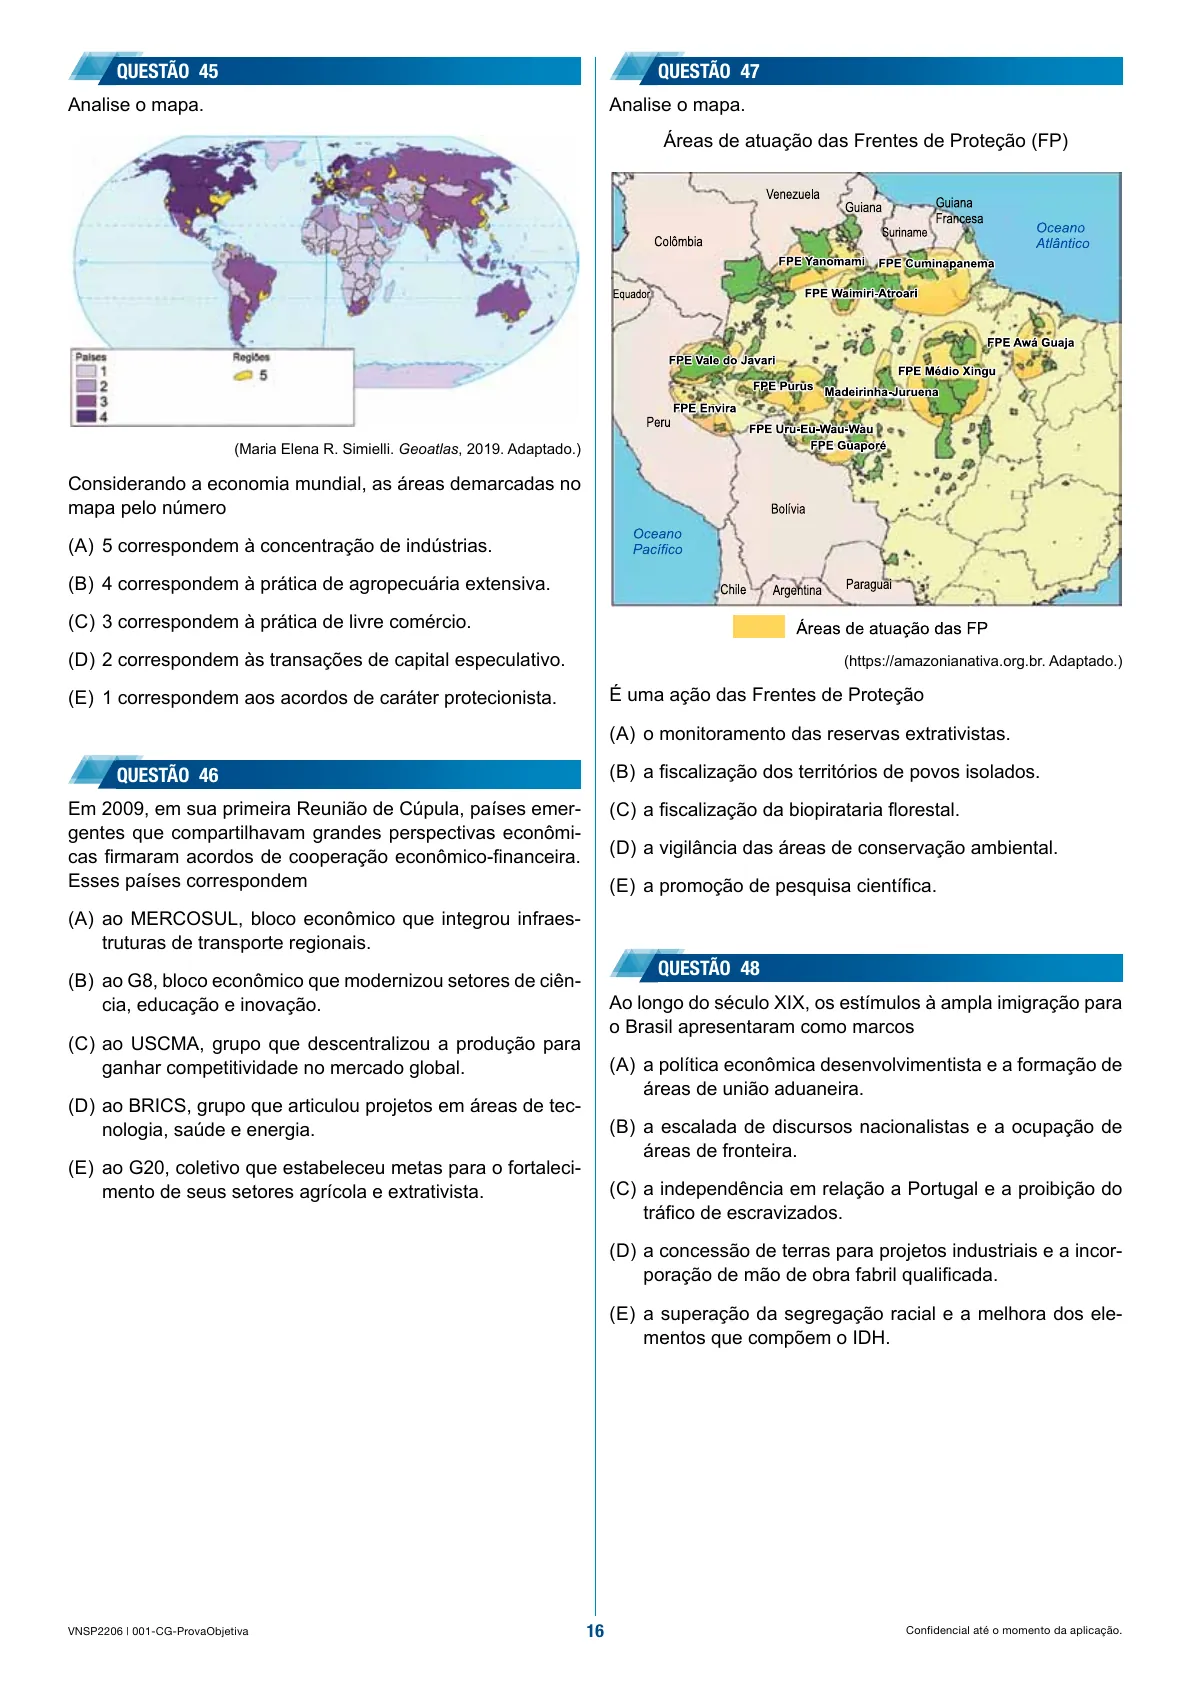 QUESTÃO 45
Analise o mapa.
Países
1
2
3
4
Regiões
5
(Maria Elena R. Simielli. Geoatlas, 2019. Adaptado.)
Considerando a economia mundial, as áreas demarcadas no
mapa pelo número
(A) 5 correspondem à concentração de indústrias.
(B) 4 correspondem à prática de agropecuária extensiva.
(C) 3 correspondem à prática de livre comércio.
(D) 2 correspondem às transações de capital especulativo.
(E) 1 correspondem aos acordos de caráter protecionista.
QUESTÃO 46
Em 2009, em sua primeira Reunião de Cúpula, países emer-
gentes que compartilhavam grandes perspectivas econômi-
cas firmaram acordos de cooperação econômico-financeira.
Esses países correspondem
(A) ao MERCOSUL, bloco econômico que integrou infraes-
truturas de transporte regionais.
(B) ao G8, bloco econômico que modernizou setores de ciên-
cia, educação e inovação.
(C) ao USCMA, grupo que descentralizou a produção para
ganhar competitividade no mercado global.
(D) ao BRICS, grupo que articulou projetos em áreas de tec-
nologia, saúde e energia.
(E) ao G20, coletivo que estabeleceu metas para o fortaleci-
mento de seus setores agrícola e extrativista.
QUESTÃO 47
Analise o mapa.
Áreas de atuação das Frentes de Proteção (FP)
Venezuela
Guiana
Guiana
Francesa
Suriname
Colômbia
Oceano
Atlântico
FPE Yanomami
FPE Cuminapanema
Equador
FPE Waimiri-Atroari
FPE Awá Guaja
FPE Vale do Javari
FPE Médio Xingu
FPE Purús
Madeirinha-Juruena
FPE Envira
Peru
FPE Uru-Eu-Wau-Wau
FPE Guaporé
Bolívia
Oceano
Pacífico
Chile
Argentina
Paraguai
Áreas de atuação das FP
(https://amazonianativa.org.br. Adaptado.)
É uma ação das Frentes de Proteção
(A) o monitoramento das reservas extrativistas.
(B) a fiscalização dos territórios de povos isolados.
(C) a fiscalização da biopirataria florestal.
(D) a vigilância das áreas de conservação ambiental.
(E) a promoção de pesquisa científica.
QUESTÃO 48
Ao longo do século XIX, os estímulos à ampla imigração para
o Brasil apresentaram como marcos
(A) a política econômica desenvolvimentista e a formação de
áreas de união aduaneira.
(B) a escalada de discursos nacionalistas e a ocupação de
áreas de fronteira.
(C) a independência em relação a Portugal e a proibição do
tráfico de escravizados.
(D) a concessão de terras para projetos industriais e a incor-
poração de mão de obra fabril qualificada.
(E) a superação da segregação racial e a melhora dos ele-
mentos que compõem o IDH.
VNSP2206 | 001-CG-ProvaObjetiva
16
Confidencial até o momento da aplicação.